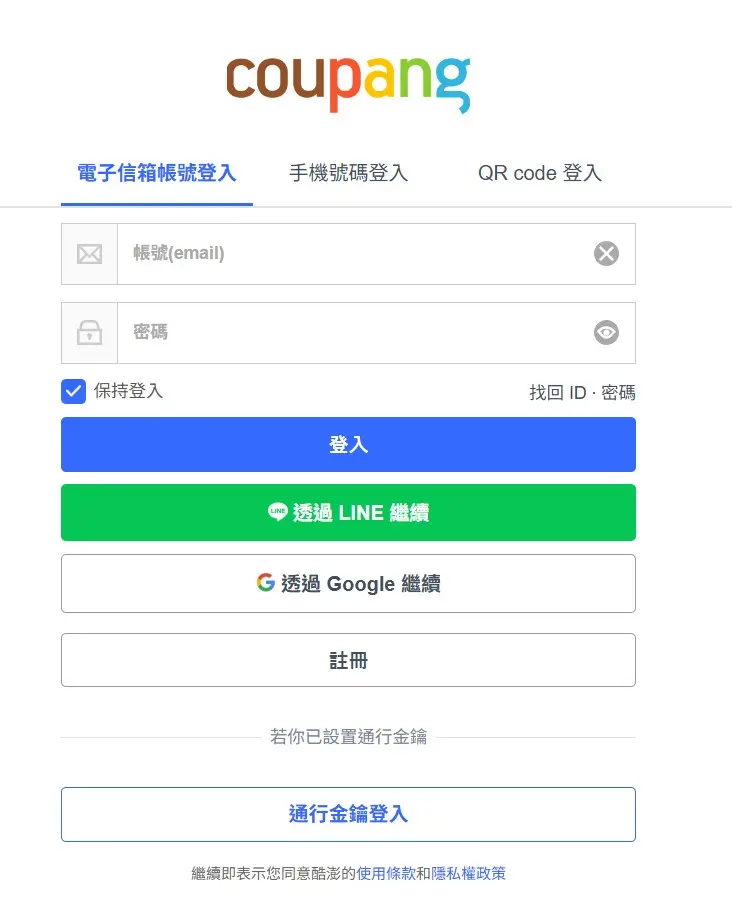 coupang
電子信箱帳號登入 手機號碼登入 QR code 登入
帳號(email)
密碼
保持登入 找回 ID · 密碼
登入
LINE 透過 LINE 繼續
透過 Google 繼續
註冊
若你已設置通行金鑰
通行金鑰登入
繼續即表示您同意酷澎的使用條款和隱私權政策